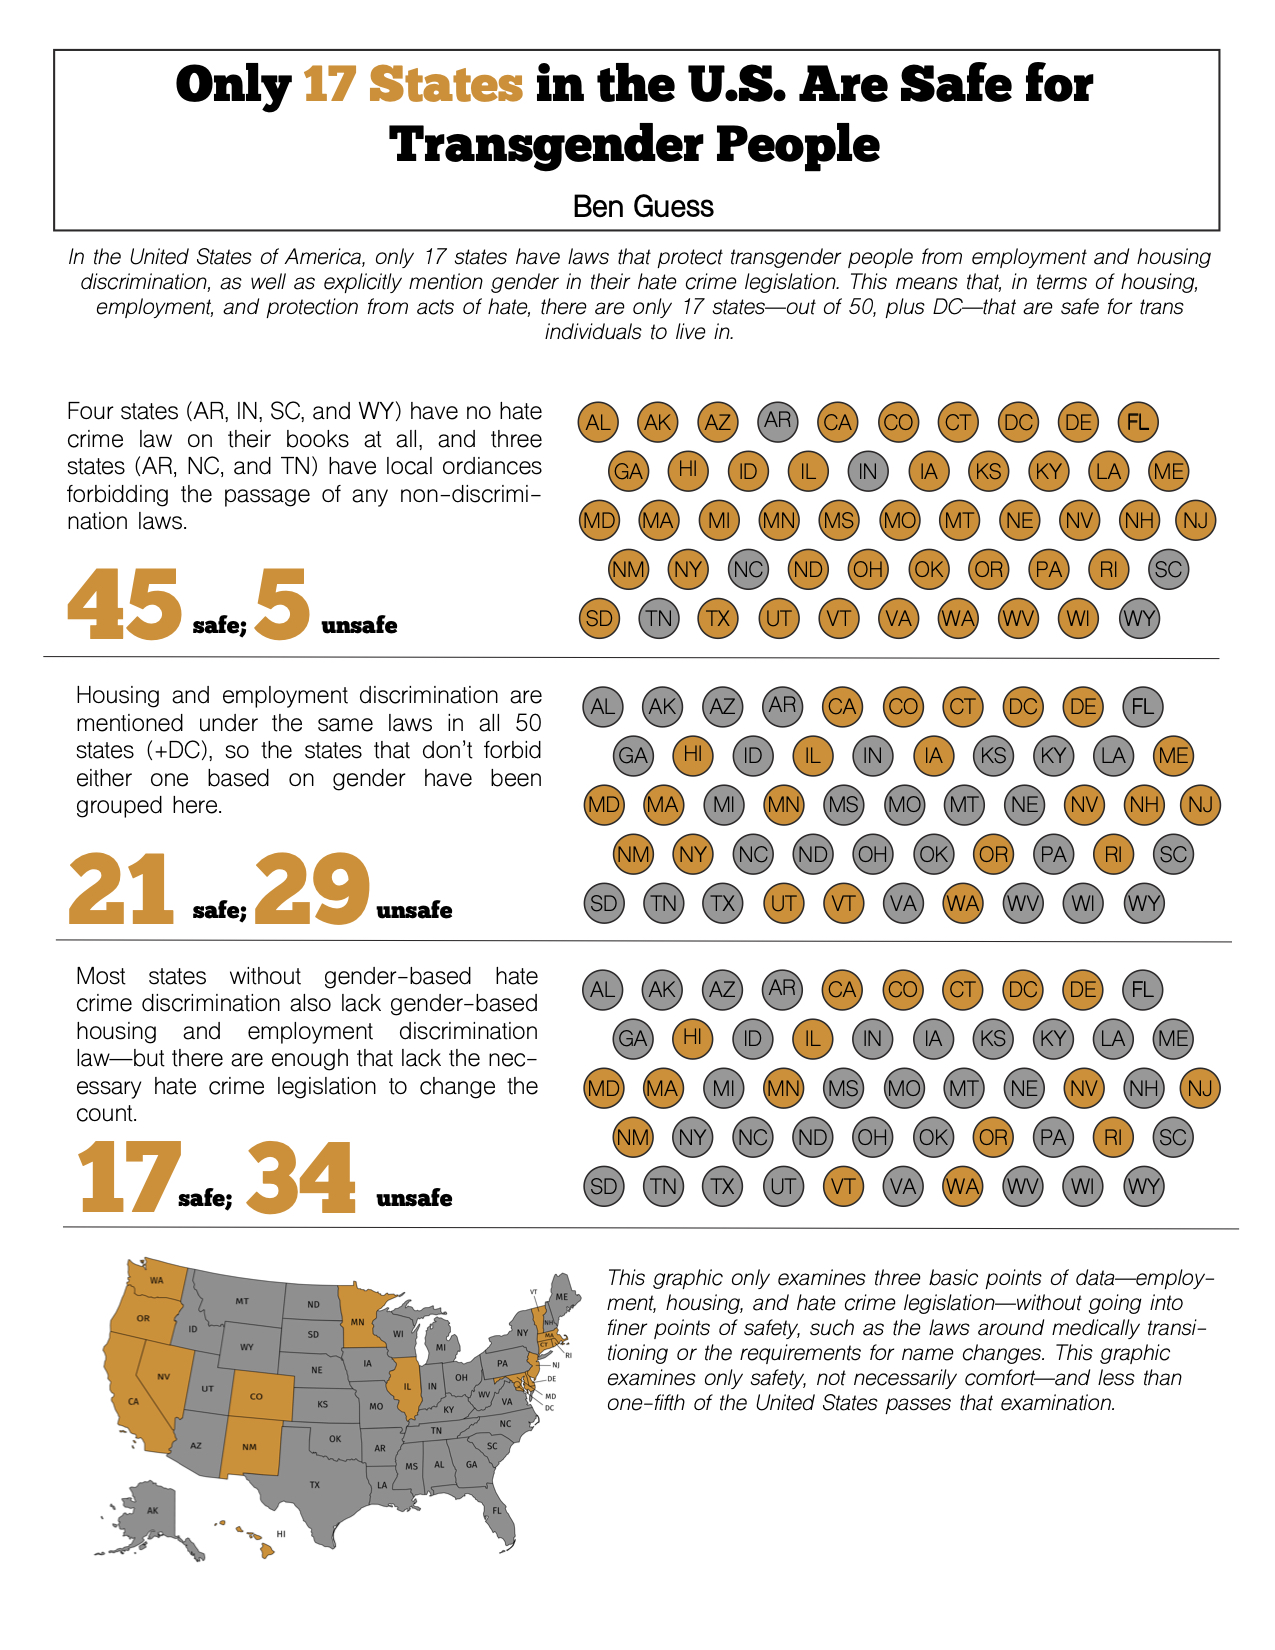 Only 17 States in the U.S. Are Safe for
Transgender People
Ben Guess
In the United States of America, only 17 states have laws that protect transgender people from employment and housing
discrimination, as well as explicitly mention gender in their hate crime legislation. This means that, in terms of housing,
employment, and protection from acts of hate, there are only 17 states—out of 50, plus DC—that are safe for trans
individuals to live in.
Four states (AR, IN, SC, and WY) have no hate
crime law on their books at all, and three
states (AR, NC, and TN) have local ordiances
forbidding the passage of any non-discrimi-
nation laws.
45 safe; 5 unsafe
AL AK AZ AR CA CO CT DC DE FL
GA HI ID IL IN IA KS KY LA ME
MD MA MI MN MS MO MT NE NV NH NJ
NM NY NC ND OH OK OR PA RI SC
SD TN TX UT VT VA WA WV WI WY
Housing and employment discrimination are
mentioned under the same laws in all 50
states (+DC), so the states that don't forbid
either one based on gender have been
grouped here.
21 safe; 29 unsafe
AL AK AZ AR CA CO CT DC DE FL
GA HI ID IL IN IA KS KY LA ME
MD MA MI MN MS MO MT NE NV NH NJ
NM NY NC ND OH OK OR PA RI SC
SD TN TX UT VT VA WA WV WI WY
Most states without gender-based hate
crime discrimination also lack gender-based
housing and employment discrimination
law—but there are enough that lack the nec-
essary hate crime legislation to change the
count.
17 safe; 34 unsafe
AL AK AZ AR CA CO CT DC DE FL
GA HI ID IL IN IA KS KY LA ME
MD MA MI MN MS MO MT NE NV NH NJ
NM NY NC ND OH OK OR PA RI SC
SD TN TX UT VT VA WA WV WI WY
WA
MT
ND
MN
VT
ME
OR
ID
SD
WI
NY
NH
MA
WY
MI
CT
RI
NV
NE
IA
PA
NJ
UT
CO
IL
IN
OH
DE
CA
KS
MO
WV
VA
MD
DC
KY
NC
AZ
NM
OK
AR
TN
SC
MS
AL
GA
TX
LA
AK
FL
HI
This graphic only examines three basic points of data—employ-
ment, housing, and hate crime legislation—without going into
finer points of safety, such as the laws around medically transi-
tioning or the requirements for name changes. This graphic
examines only safety, not necessarily comfort—and less than
one-fifth of the United States passes that examination.